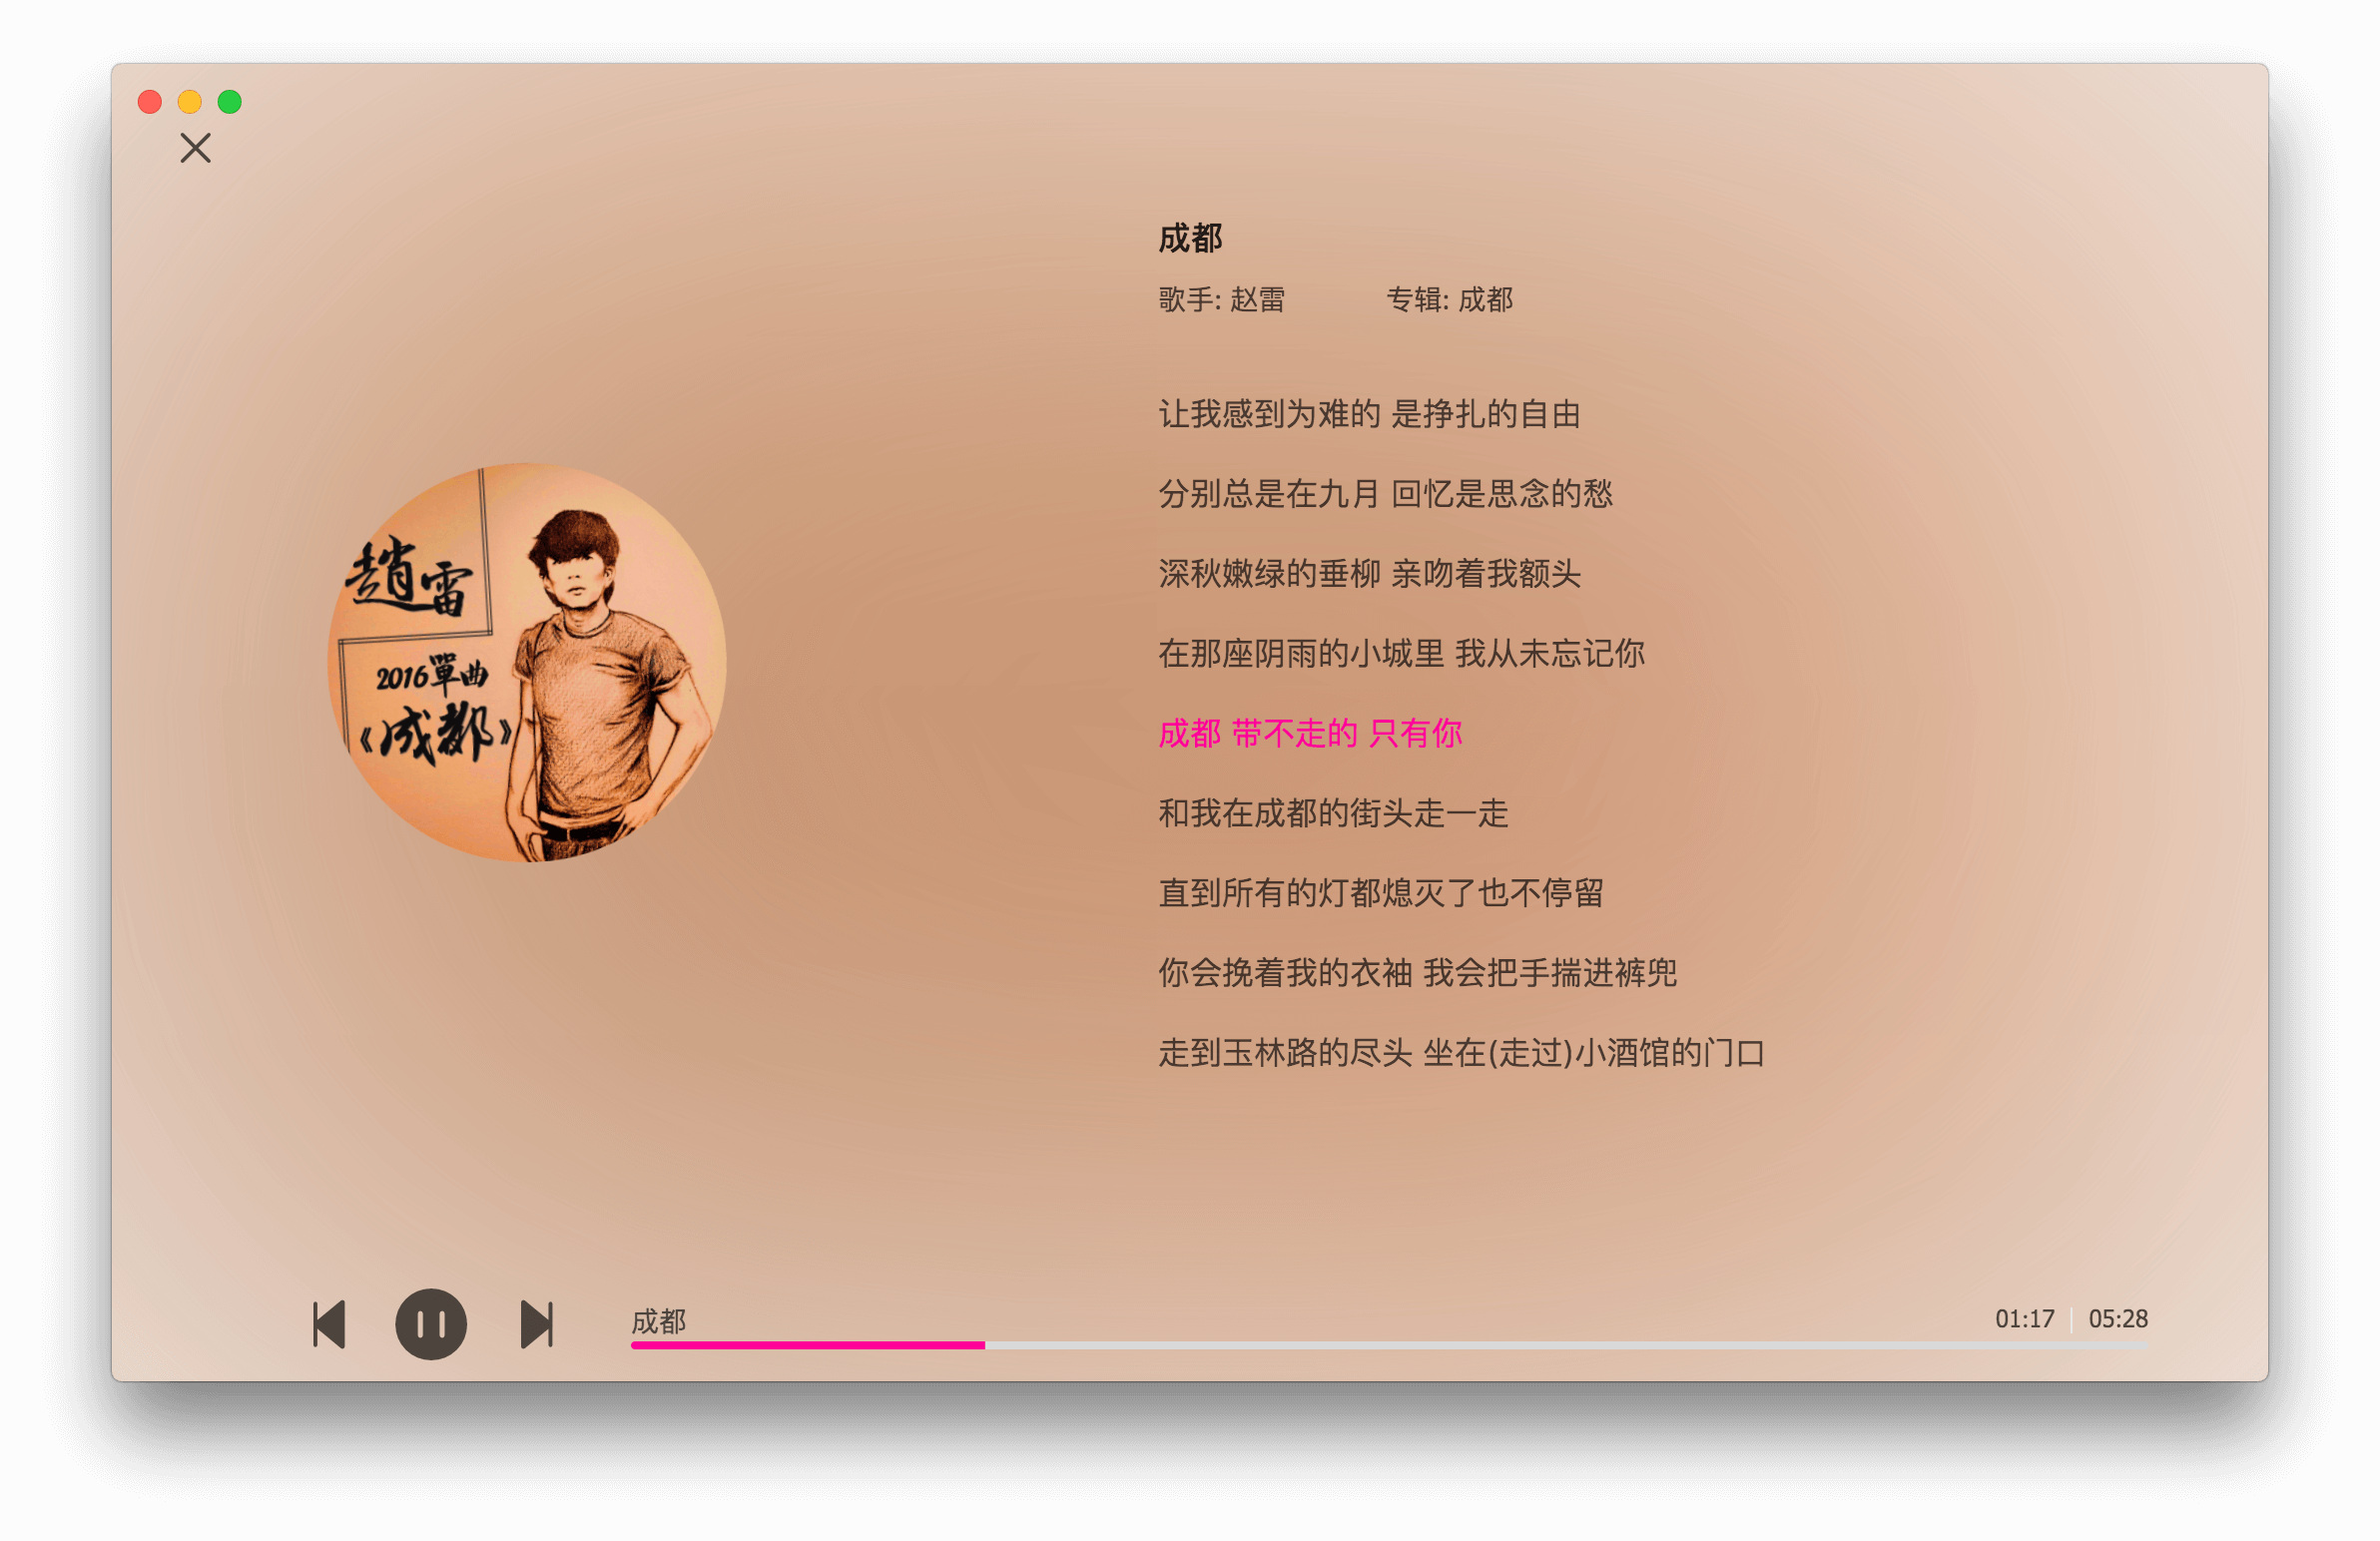 成都
歌手: 赵雷 专辑: 成都
让我感到为难的 是挣扎的自由
分别总是在九月 回忆是思念的愁
深秋嫩绿的垂柳 亲吻着我额头
在那座阴雨的小城里 我从未忘记你
成都 带不走的 只有你
和我在成都的街头走一走
直到所有的灯都熄灭了也不停留
你会挽着我的衣袖 我会把手揣进裤兜
走到玉林路的尽头 坐在(走过)小酒馆的门口
趙雷
2016單曲
《成都》
成都
01:17 05:28